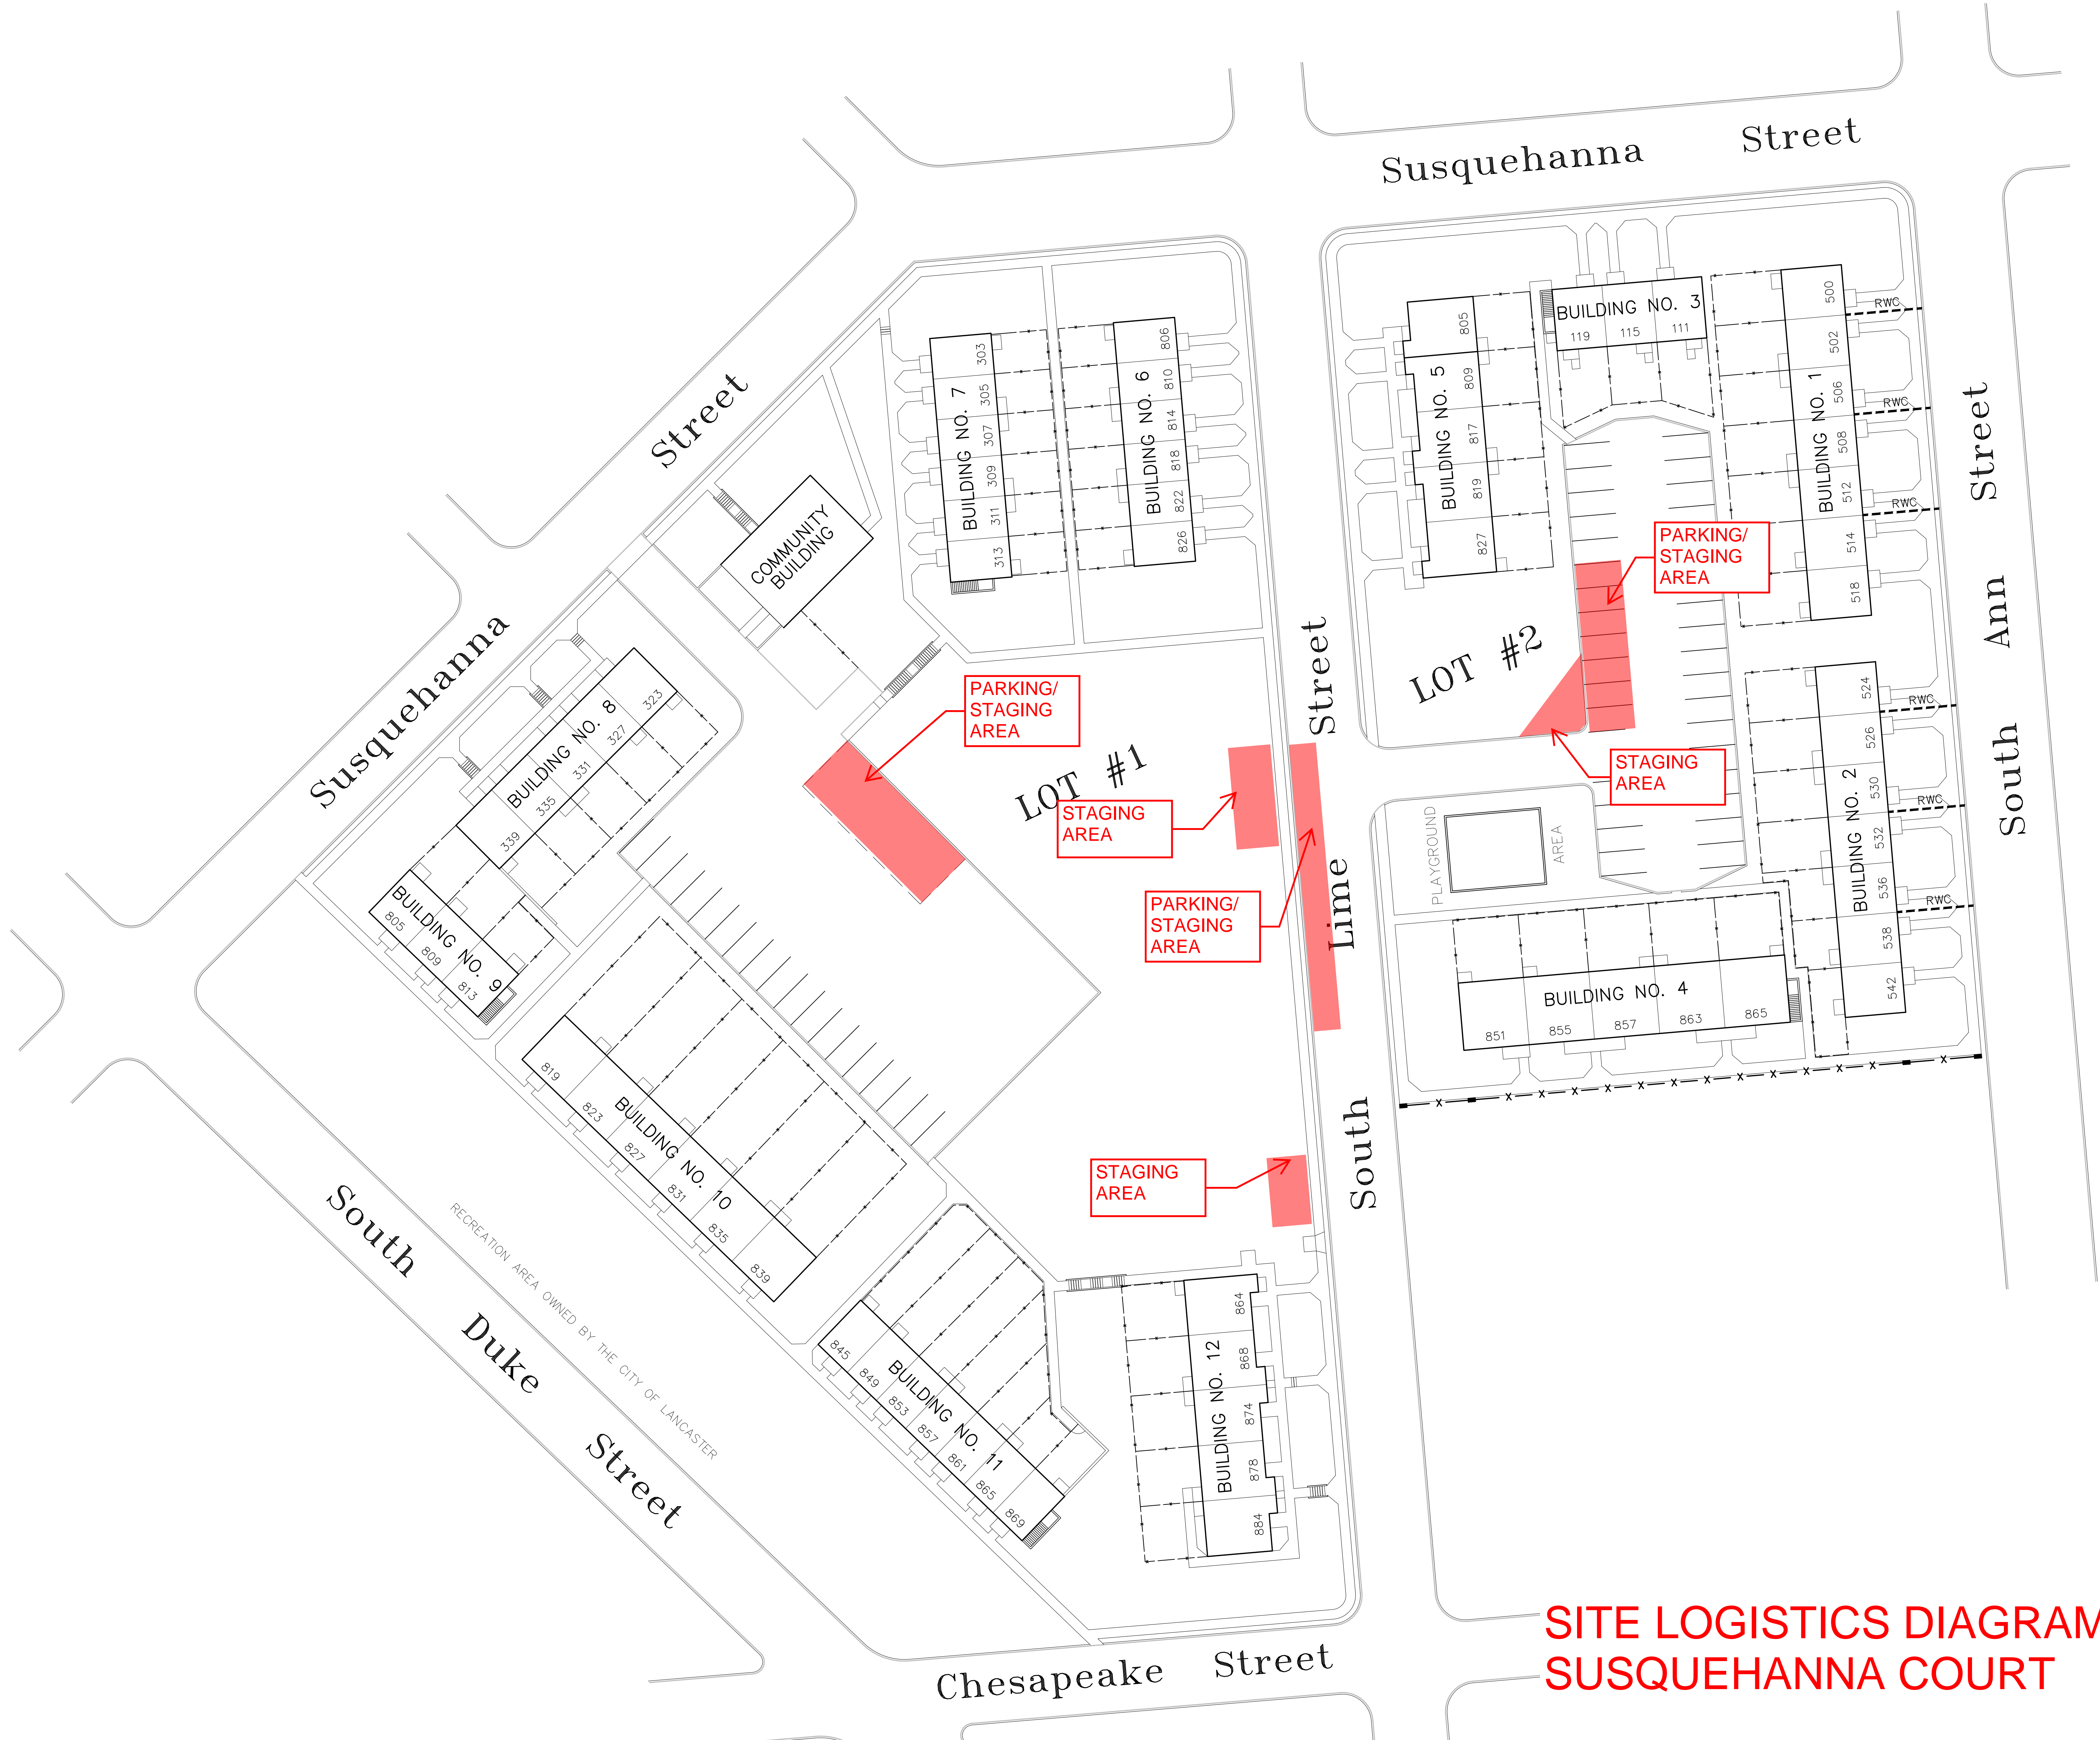 Susquehanna Street
Susquehanna Street
South Ann Street
South Lime Street
South Duke Street
Chesapeake Street
BUILDING NO. 7
303
305
307
309
311
313
BUILDING NO. 6
806
810
814
818
822
826
BUILDING NO. 5
805
809
817
819
827
BUILDING NO. 3
119
115
111
BUILDING NO. 1
500
502
506
508
512
514
518
RWC
RWC
RWC
COMMUNITY
BUILDING
PARKING/
STAGING
AREA
LOT #2
STAGING
AREA
BUILDING NO. 2
524
526
530
532
536
538
542
RWC
RWC
RWC
PLAYGROUND
AREA
BUILDING NO. 4
851
855
857
863
865
PARKING/
STAGING
AREA
LOT #1
STAGING
AREA
PARKING/
STAGING
AREA
STAGING
AREA
BUILDING NO. 8
323
327
331
335
339
BUILDING NO. 9
805
809
813
BUILDING NO. 10
819
823
827
831
835
839
RECREATION AREA OWNED BY THE CITY OF LANCASTER
BUILDING NO. 11
845
849
853
857
861
865
869
BUILDING NO. 12
864
868
874
878
884
SITE LOGISTICS DIAGRAM
SUSQUEHANNA COURT